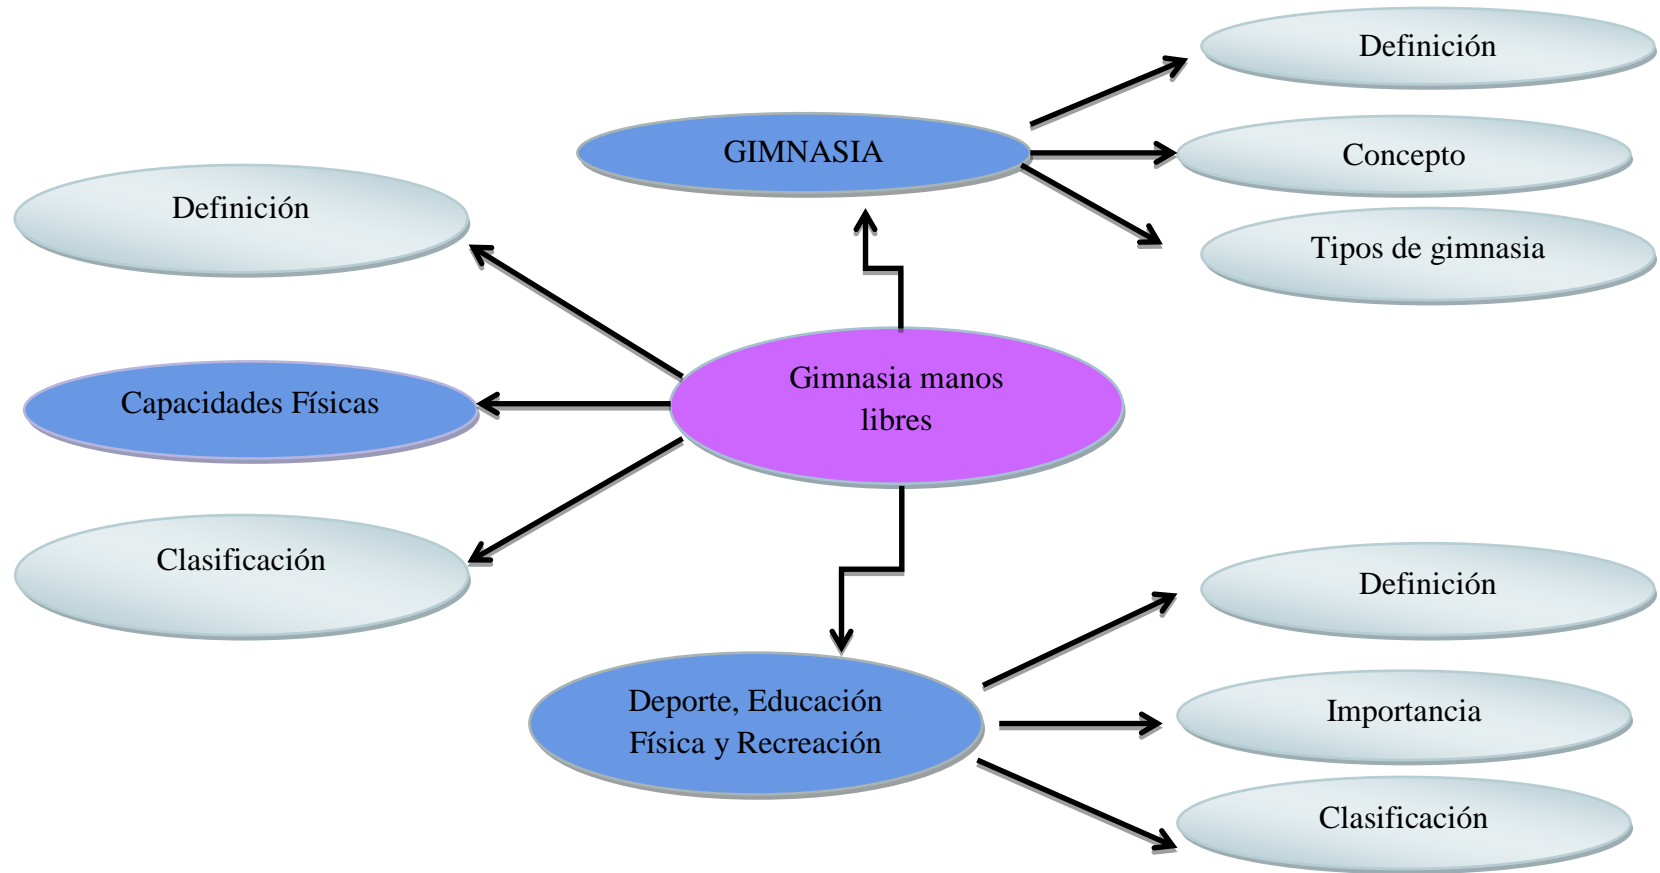 Definición
GIMNASIA
Concepto
Tipos de gimnasia
Definición
Capacidades Físicas
Gimnasia manos
libres
Clasificación
Definición
Deporte, Educación
Física y Recreación
Importancia
Clasificación